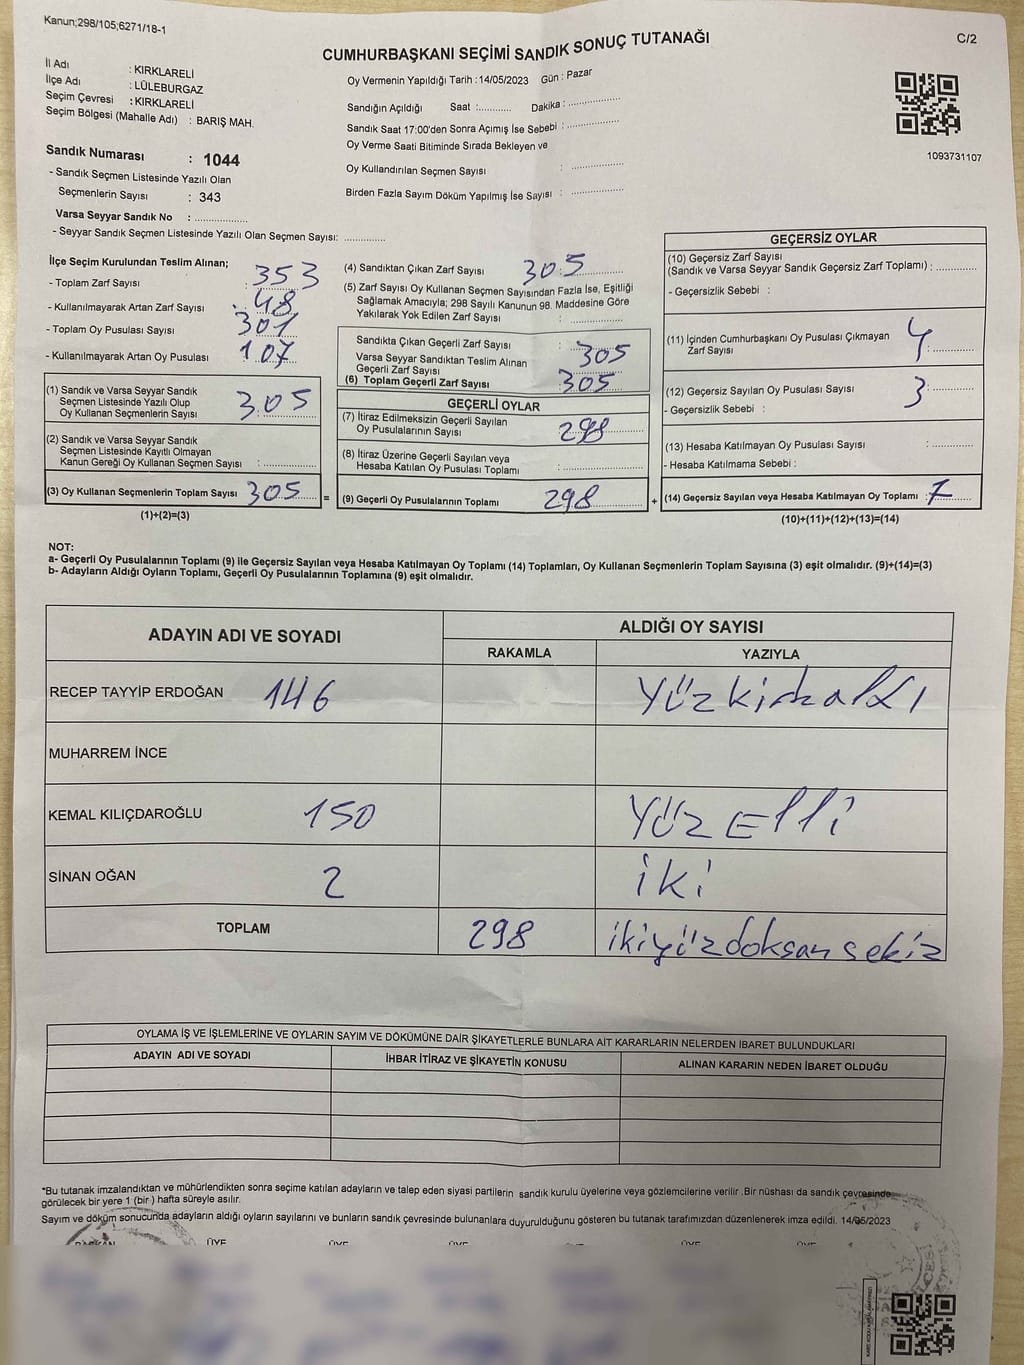 Kanun;298/105;6271/18-1
C/2
CUMHURBAŞKANI SEÇİMİ SANDIK SONUÇ TUTANAĞI
İl Adı : KIRKLARELİ
İlçe Adı : LÜLEBURGAZ
Seçim Çevresi : KIRKLARELİ
Seçim Bölgesi (Mahalle Adı) : BARIŞ MAH.
Oy Vermenin Yapıldığı Tarih : 14/05/2023 Gün : Pazar
Sandığın Açıldığı Saat :.......... Dakika : ................
Sandık Saat 17:00'den Sonra Açımış İse Sebebi : ................
Oy Verme Saati Bitiminde Sırada Bekleyen ve
Oy Kullandırılan Seçmen Sayısı : ................
Birden Fazla Sayım Döküm Yapılmış İse Sayısı : ................
1093731107
Sandık Numarası : 1044
- Sandık Seçmen Listesinde Yazılı Olan
Seçmenlerin Sayısı : 343
Varsa Seyyar Sandık No : ................
- Seyyar Sandık Seçmen Listesinde Yazılı Olan Seçmen Sayısı: ............
İlçe Seçim Kurulundan Teslim Alınan;
- Toplam Zarf Sayısı : 353
- Kullanılmayarak Artan Zarf Sayısı : 48
- Toplam Oy Pusulası Sayısı 301
- Kullanılmayarak Artan Oy Pusulası 107
(1) Sandık ve Varsa Seyyar Sandık
Seçmen Listesinde Yazılı Olup
Oy Kullanan Seçmenlerin Sayısı : 305
(2) Sandık ve Varsa Seyyar Sandık
Seçmen Listesinde Kayıtlı Olmayan
Kanun Gereği Oy Kullanan Seçmen Sayısı : ................
(3) Oy Kullanan Seçmenlerin Toplam Sayısı : 305 =
(1)+(2)=(3)
(4) Sandıktan Çıkan Zarf Sayısı 305
(5) Zarf Sayısı Oy Kullanan Seçmen Sayısından Fazla İse, Eşitliği
Sağlamak Amacıyla; 298 Sayılı Kanunun 98. Maddesine Göre
Yakılarak Yok Edilen Zarf Sayısı : ................
Sandıkta Çıkan Geçerli Zarf Sayısı : 305
Varsa Seyyar Sandıktan Teslim Alınan
Geçerli Zarf Sayısı :
(6) Toplam Geçerli Zarf Sayısı : 305
GEÇERLİ OYLAR
(7) İtiraz Edilmeksizin Geçerli Sayılan
Oy Pusulalarının Sayısı : 298
(8) İtiraz Üzerine Geçerli Sayılan veya
Hesaba Katılan Oy Pusulası Toplamı : ................
(9) Geçerli Oy Pusulalarının Toplamı 298 +
GEÇERSİZ OYLAR
(10) Geçersiz Zarf Sayısı
(Sandık ve Varsa Seyyar Sandık Geçersiz Zarf Toplamı) : ............
- Geçersizlik Sebebi :
(11) İçinden Cumhurbaşkanı Oy Pusulası Çıkmayan
Zarf Sayısı : 4
(12) Geçersiz Sayılan Oy Pusulası Sayısı : 3
- Geçersizlik Sebebi :
(13) Hesaba Katılmayan Oy Pusulası Sayısı : ............
- Hesaba Katılmama Sebebi :
(14) Geçersiz Sayılan veya Hesaba Katılmayan Oy Toplamı : 7
(10)+(11)+(12)+(13)=(14)
NOT:
a- Geçerli Oy Pusulalarının Toplamı (9) ile Geçersiz Sayılan veya Hesaba Katılmayan Oy Toplamı (14) Toplamları, Oy Kullanan Seçmenlerin Toplam Sayısına (3) eşit olmalıdır. (9)+(14)=(3)
b- Adayların Aldığı Oyların Toplamı, Geçerli Oy Pusulalarının Toplamına (9) eşit olmalıdır.
ADAYIN ADI VE SOYADI
ALDIĞI OY SAYISI
RAKAMLA YAZIYLA
RECEP TAYYİP ERDOĞAN 146 Yüzkırkaltı
MUHARREM İNCE
KEMAL KILIÇDAROĞLU 150 Yüz Elli
SİNAN OĞAN 2 iki
TOPLAM 298 ikiyüzdoksan sekiz
OYLAMA İŞ VE İŞLEMLERİNE VE OYLARIN SAYIM VE DÖKÜMÜNE DAİR ŞİKAYETLERLE BUNLARA AİT KARARLARIN NELERDEN İBARET BULUNDUKLARI
ADAYIN ADI VE SOYADI İHBAR İTİRAZ VE ŞİKAYETİN KONUSU ALINAN KARARIN NEDEN İBARET OLDUĞU
*Bu tutanak imzalandıktan ve mühürlendikten sonra seçime katılan adayların ve talep eden siyasi partilerin sandık kurulu üyelerine veya gözlemcilerine verilir .Bir nüshası da sandık çevresinde
görülecek bir yere 1 (bir ) hafta süreyle asılır.
Sayım ve döküm sonucunda adayların aldığı oyların sayılarını ve bunların sandık çevresinde bulunanlara duyurulduğunu gösteren bu tutanak tarafımızdan düzenlenerek imza edildi. 14/05/2023
BAŞKAN ÜYE ÜYE ÜYE ÜYE ÜYE ÜYE